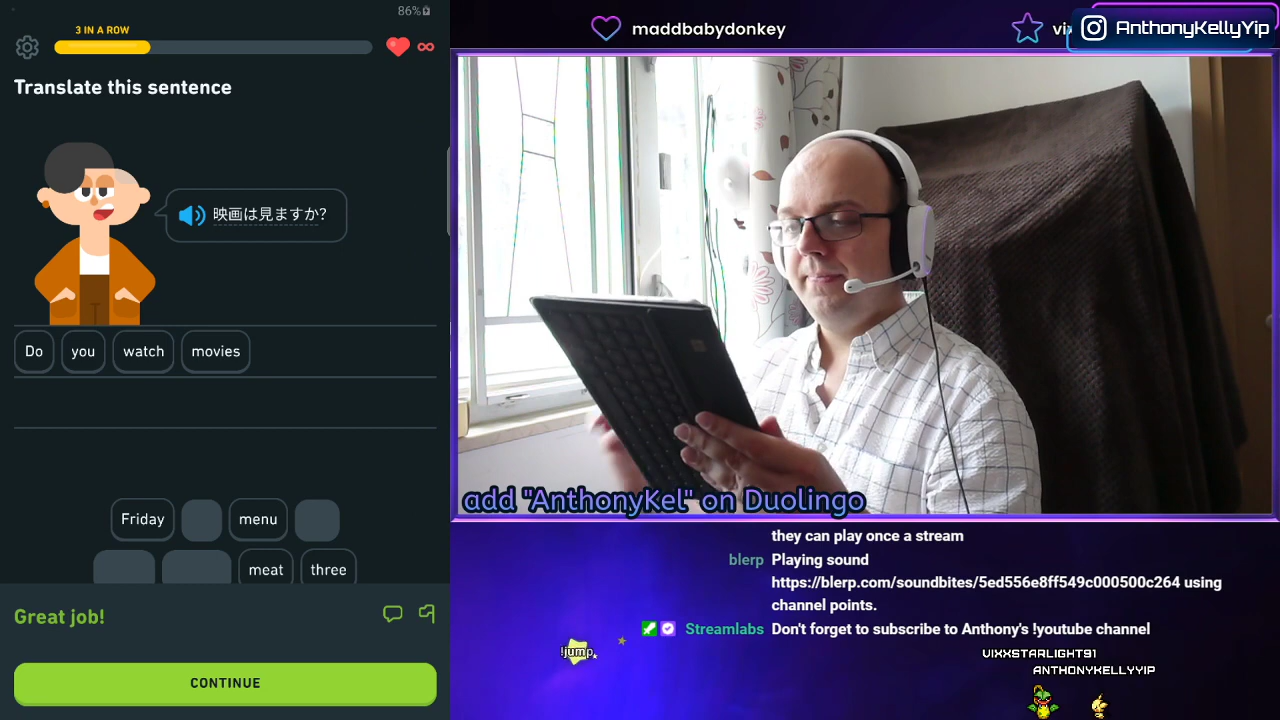 86%
3 IN A ROW
Translate this sentence
映画は見ますか?
Do you watch movies
Friday menu
meat three
Great job!
CONTINUE
maddbabydonkey
vix
AnthonyKellyYip
add "AnthonyKel" on Duolingo
they can play once a stream
blerp Playing sound
https://blerp.com/soundbites/5ed556e8ff549c000500c264 using
channel points.
Streamlabs Don't forget to subscribe to Anthony's !youtube channel
!jump
VIXXSTARLIGHT91
ANTHONYKELLYYIP